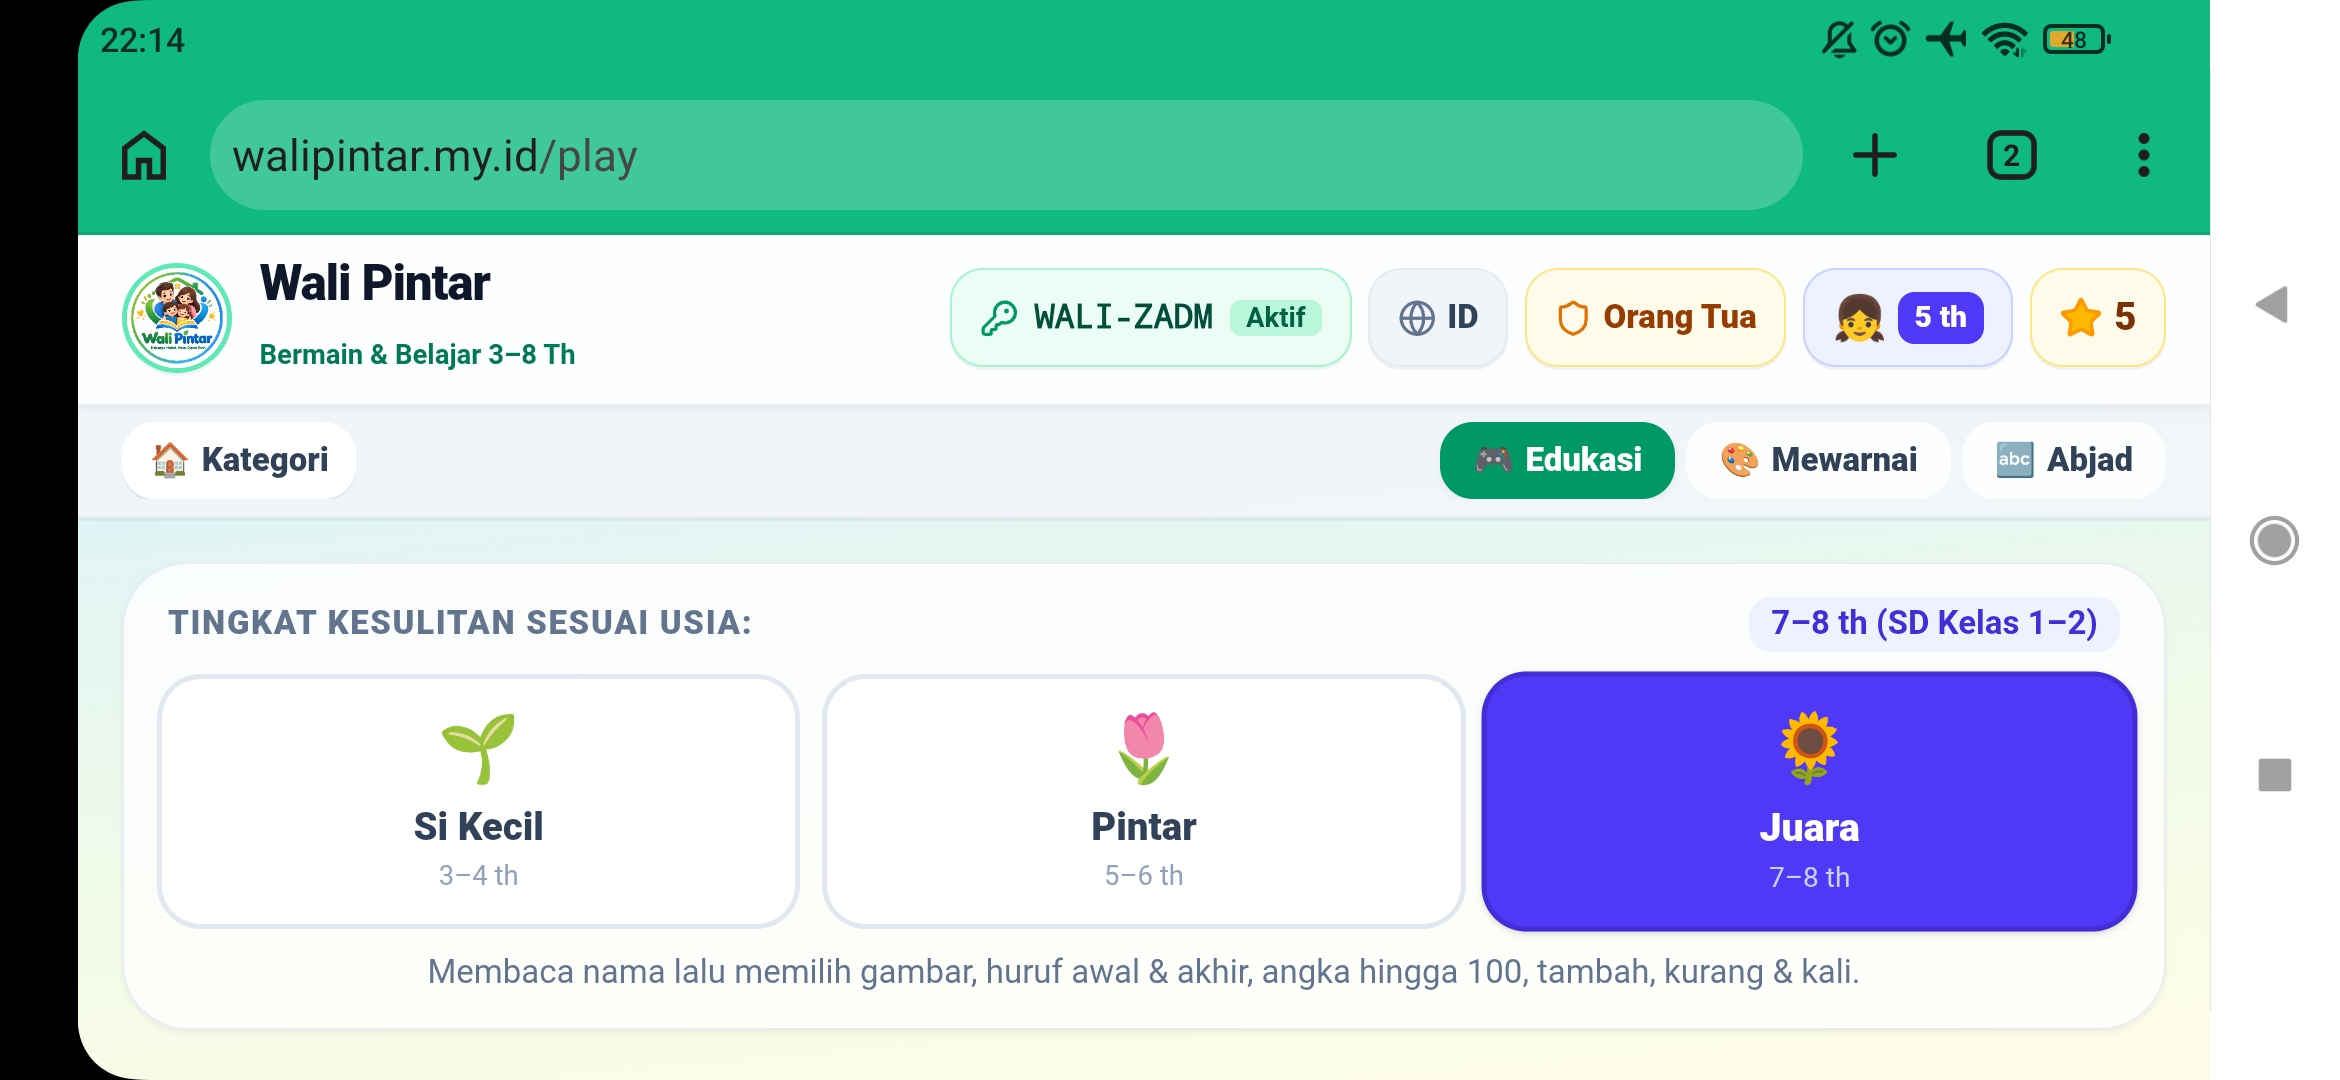 22:14
48
walipintar.my.id/play
2
Wali Pintar
Bermain & Belajar 3–8 Th
Wali Pintar
WALI-ZADM Aktif
ID
Orang Tua
5 th
5
Kategori
Edukasi
Mewarnai
abc Abjad
TINGKAT KESULITAN SESUAI USIA:
7–8 th (SD Kelas 1–2)
Si Kecil
3–4 th
Pintar
5–6 th
Juara
7–8 th
Membaca nama lalu memilih gambar, huruf awal & akhir, angka hingga 100, tambah, kurang & kali.